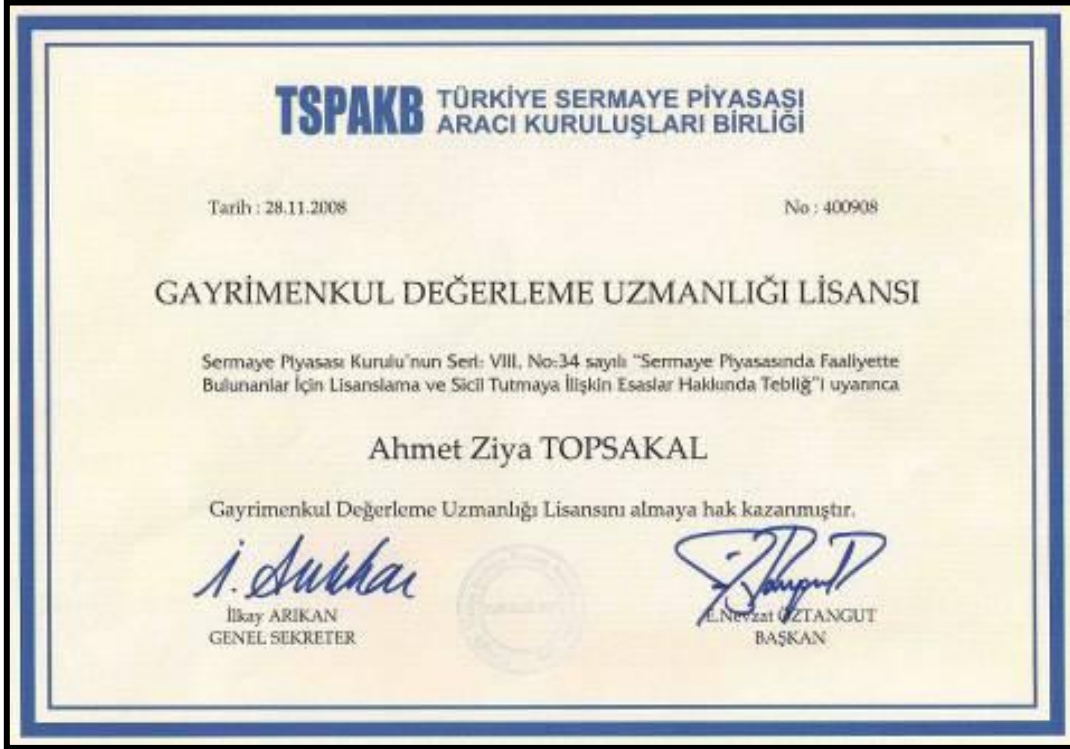 TSPAKB TÜRKİYE SERMAYE PİYASASI
ARACI KURULUŞLARI BİRLİĞİ
Tarih : 28.11.2008 No : 400908
GAYRİMENKUL DEĞERLEME UZMANLIĞI LİSANSI
Sermaye Piyasası Kurulu'nun Seri: VIII, No:34 sayılı "Sermaye Piyasasında Faaliyette
Bulunanlar İçin Lisanslama ve Sicil Tutmaya İlişkin Esaslar Hakkında Tebliğ"i uyarınca
Ahmet Ziya TOPSAKAL
Gayrimenkul Değerleme Uzmanlığı Lisansını almaya hak kazanmıştır.
İlkay ARIKAN
GENEL SEKRETER
E.Nevzat ÖZTANGUT
BAŞKAN